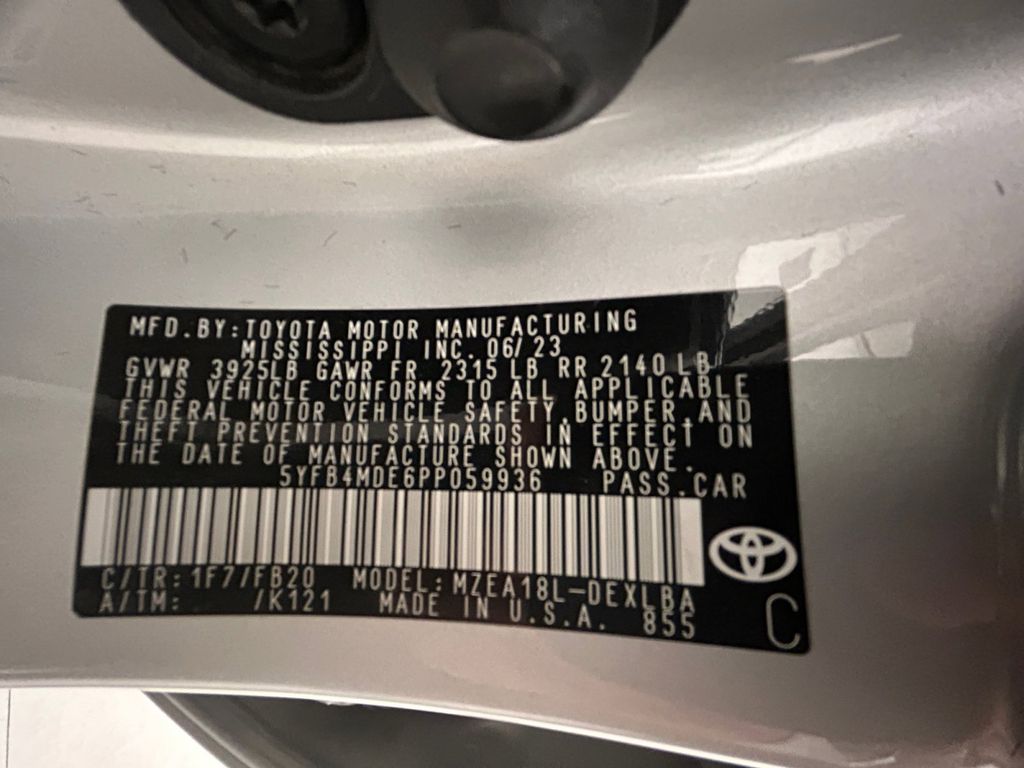 MFD.BY:TOYOTA MOTOR MANUFACTURING
MISSISSIPPI INC. 06/23
GVWR 3925LB GAWR FR 2315 LB RR 2140 LB
THIS VEHICLE CONFORMS TO ALL APPLICABLE
FEDERAL MOTOR VEHICLE SAFETY,BUMPER,AND
THEFT PREVENTION STANDARDS IN EFFECT ON
THE DATE OF MANUFACTURE SHOWN ABOVE.
5YFB4MDE6PP059936 PASS.CAR
C/TR:1F7/FB20 MODEL:MZEA18L-DEXLBA
A/TM: /K121 MADE IN U.S.A. 855
C